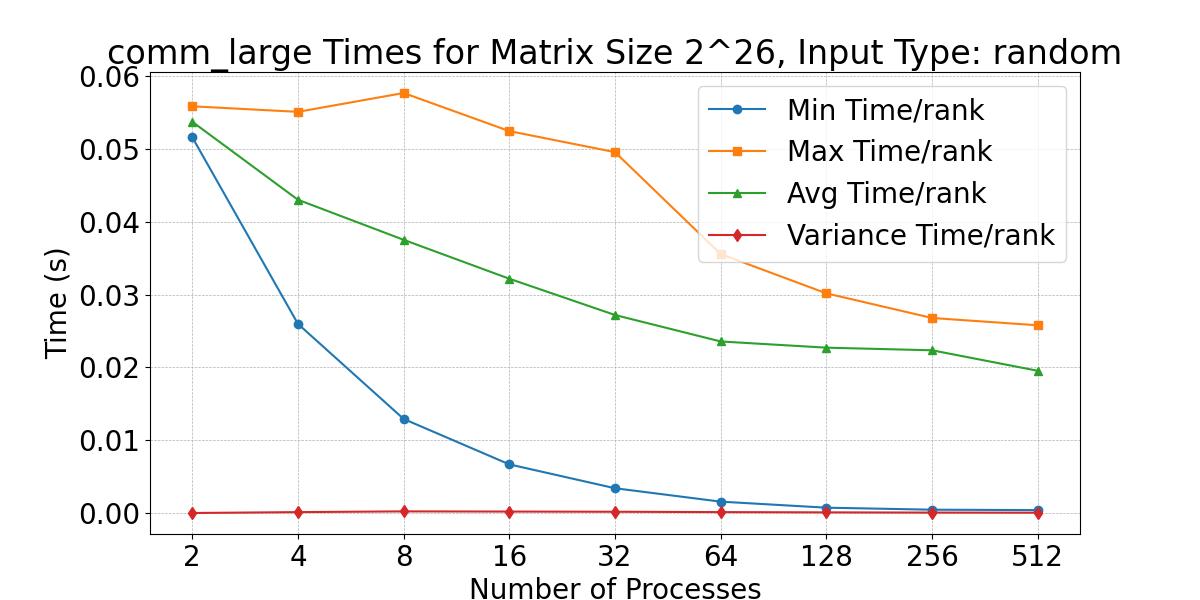 comm_large Times for Matrix Size 2^26, Input Type: random
0.06
0.05
0.04
0.03
0.02
0.01
0.00
Time (s)
Min Time/rank
Max Time/rank
Avg Time/rank
Variance Time/rank
2 4 8 16 32 64 128 256 512
Number of Processes